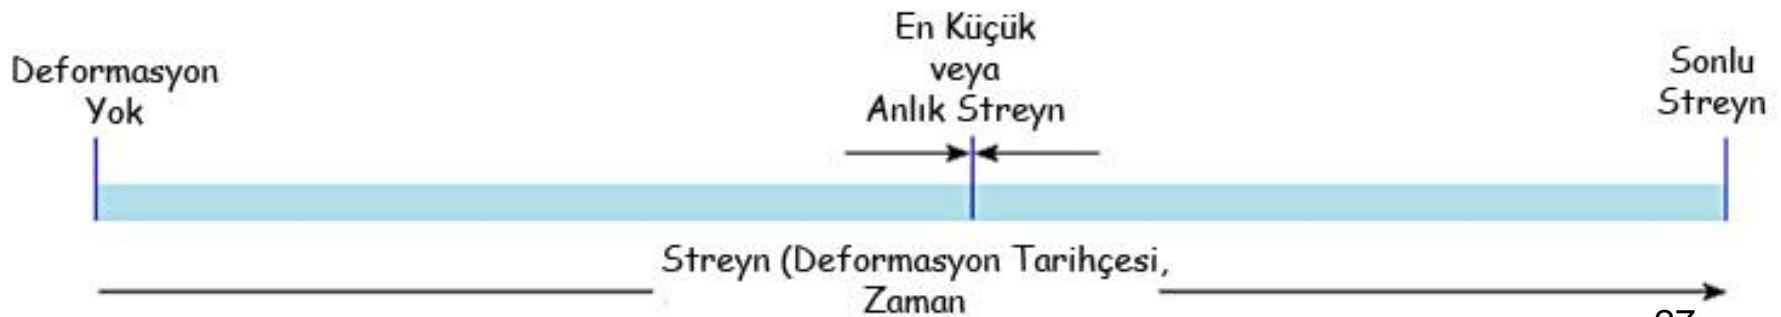 Deformasyon
Yok
En Küçük
veya
Anlık Streyn
Sonlu
Streyn
Streyn (Deformasyon Tarihçesi,
Zaman